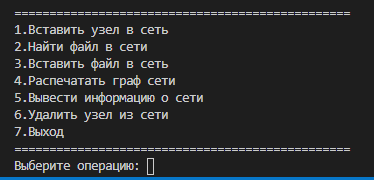 ================================================
1.Вставить узел в сеть
2.Найти файл в сети
3.Вставить файл в сеть
4.Распечатать граф сети
5.Вывести информацию о сети
6.Удалить узел из сети
7.Выход
================================================
Выберите операцию: